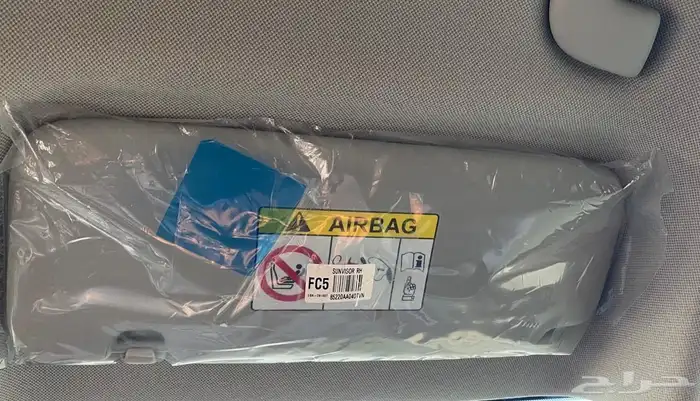 AIRBAG
SUNVISOR RH
FC5
85220AA040TVN
حراج